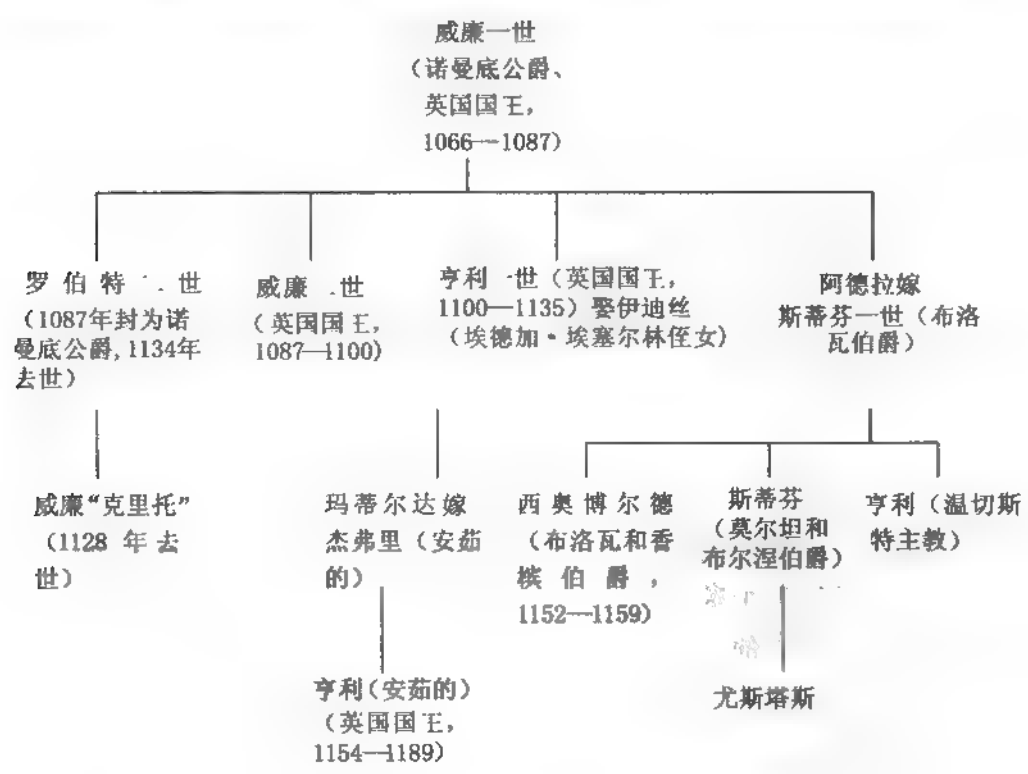 威廉一世
（诺曼底公爵、
英国国王，
1066—1087）
罗伯特二世
（1087年封为诺
曼底公爵，1134年
去世）
威廉二世
（英国国王，
1087—1100）
亨利一世（英国国王，
1100—1135）娶伊迪丝
（埃德加·埃塞尔林侄女）
阿德拉嫁
斯蒂芬一世（布洛
瓦伯爵）
威廉“克里托”
（1128年去
世）
玛蒂尔达嫁
杰弗里（安茹
的）
西奥博尔德
（布洛瓦和香
槟伯爵，
1152—1159）
斯蒂芬
（莫尔坦和
布尔涅伯爵）
亨利（温切斯
特主教）
亨利（安茹的）
（英国国王，
1154—1189）
尤斯塔斯